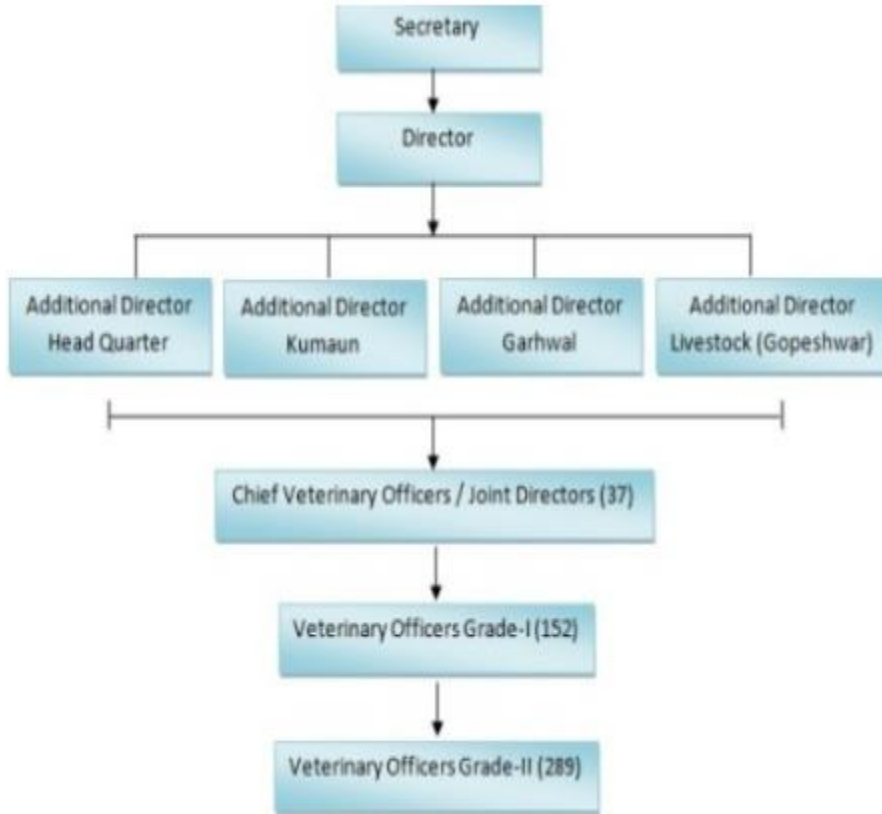 Secretary
Director
Additional Director
Head Quarter
Additional Director
Kumaun
Additional Director
Garhwal
Additional Director
Livestock (Gopeshwar)
Chief Veterinary Officers / Joint Directors (37)
Veterinary Officers Grade-I (152)
Veterinary Officers Grade-II (289)